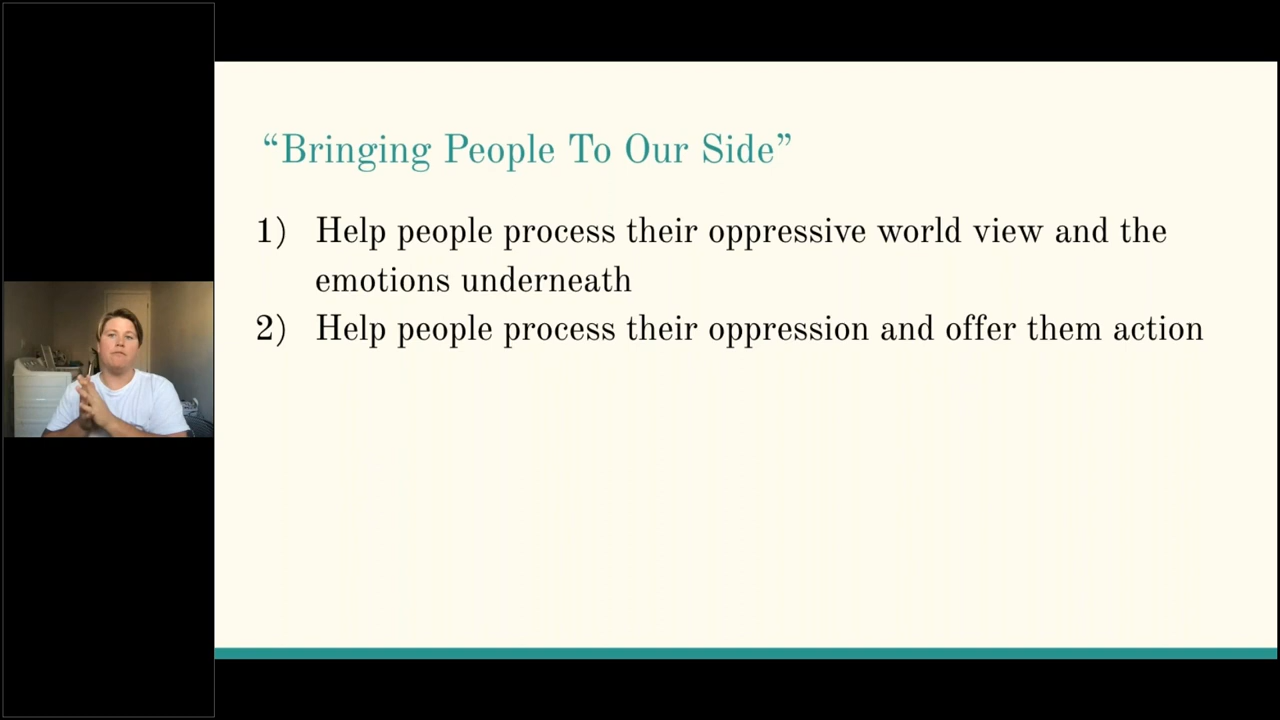 “Bringing People To Our Side”
1) Help people process their oppressive world view and the
emotions underneath
2) Help people process their oppression and offer them action